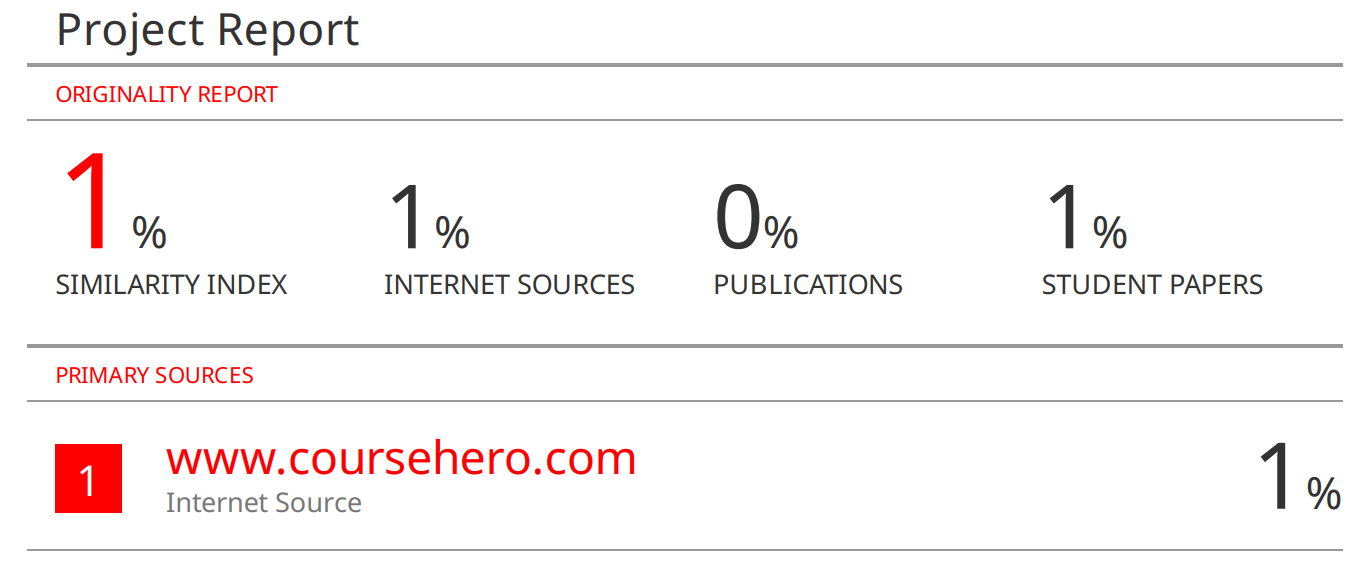 Project Report
ORIGINALITY REPORT
1% 1% 0% 1%
SIMILARITY INDEX INTERNET SOURCES PUBLICATIONS STUDENT PAPERS
PRIMARY SOURCES
1 www.coursehero.com 1%
Internet Source